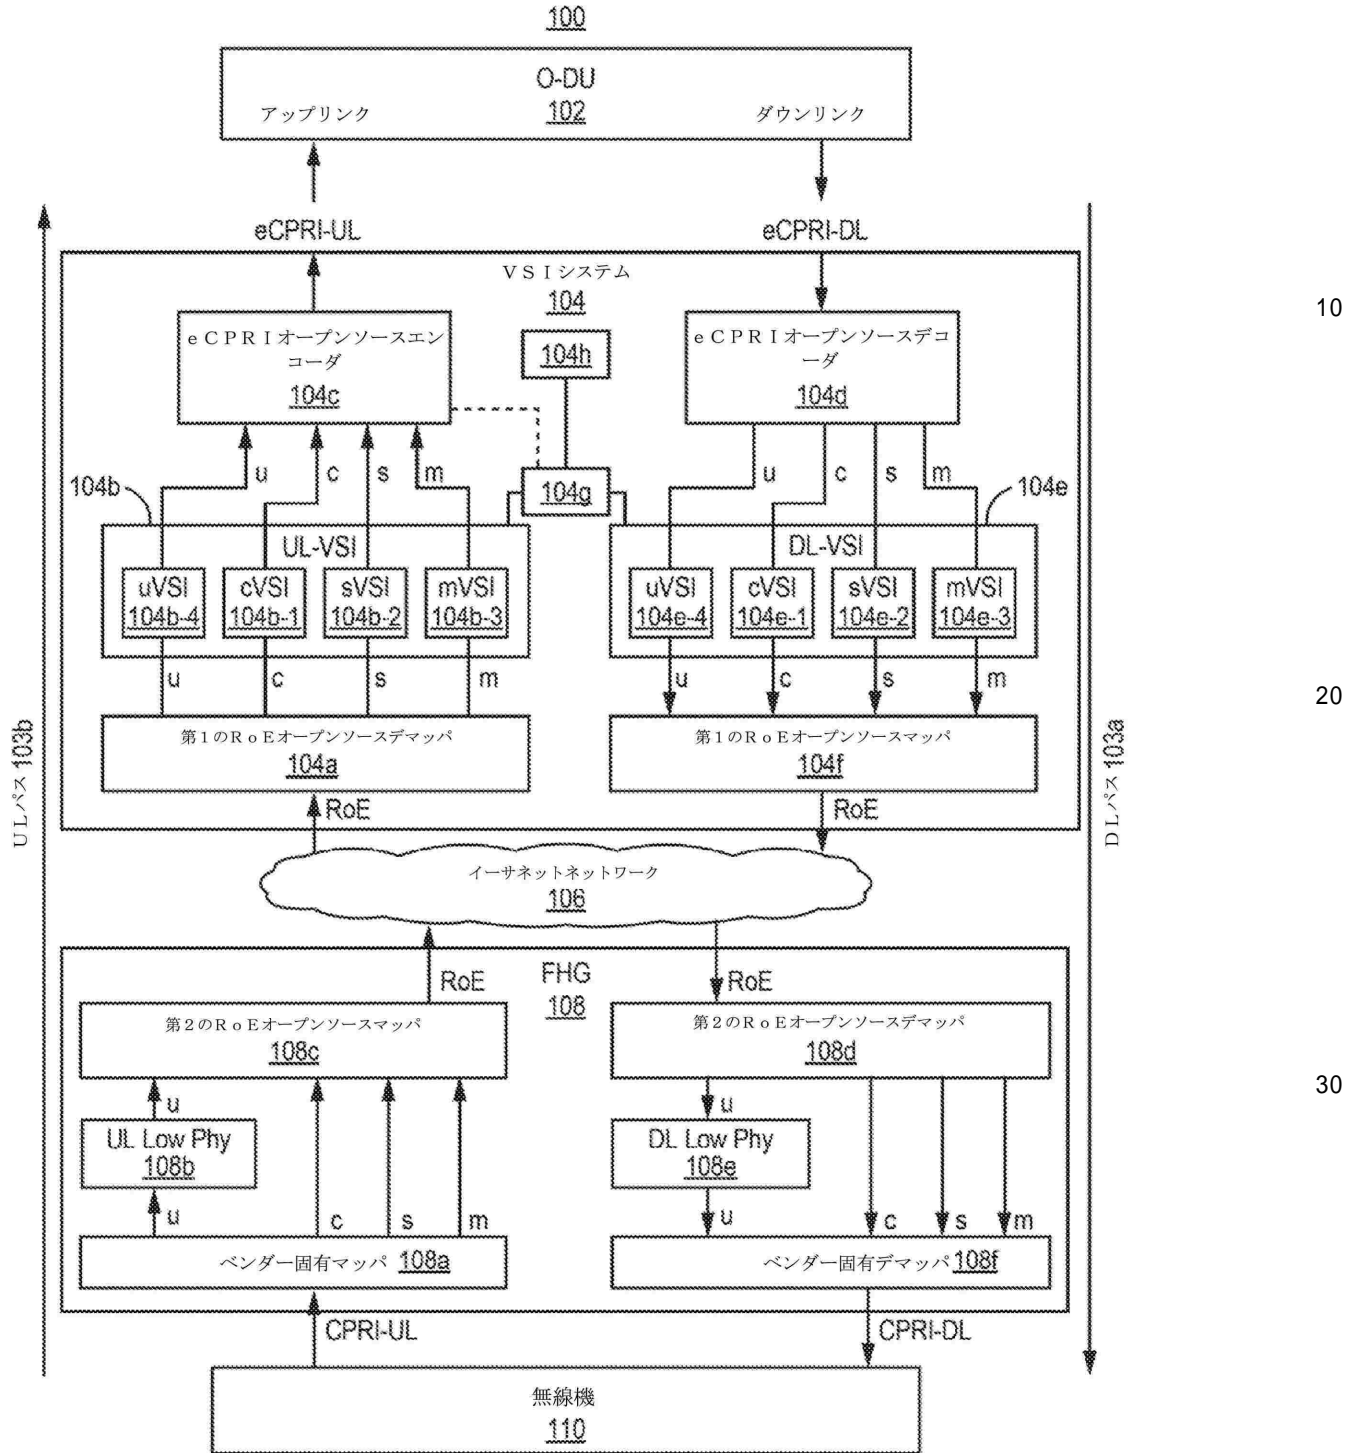 100
O-DU
102
アップリンク
ダウンリンク
eCPRI-UL
eCPRI-DL
VSIシステム
104
10
eCPRIオープンソースエン
コーダ
104c
104h
eCPRIオープンソースデコ
ーダ
104d
u
c
s
m
u
c
s
m
104b
104g
104e
UL-VSI
DL-VSI
uVSI
104b-4
cVSI
104b-1
sVSI
104b-2
mVSI
104b-3
uVSI
104e-4
cVSI
104e-1
sVSI
104e-2
mVSI
104e-3
u
c
s
m
u
c
s
m
20
第1のRoEオープンソースデマッパ
104a
第1のRoEオープンソースマッパ
104f
ULパス 103b
DLパス 103a
RoE
RoE
イーサネットネットワーク
106
RoE
FHG
108
RoE
第2のRoEオープンソースマッパ
108c
第2のRoEオープンソースデマッパ
108d
30
u
u
UL Low Phy
108b
DL Low Phy
108e
u
c
s
m
u
c
s
m
ベンダー固有マッパ 108a
ベンダー固有デマッパ 108f
CPRI-UL
CPRI-DL
無線機
110